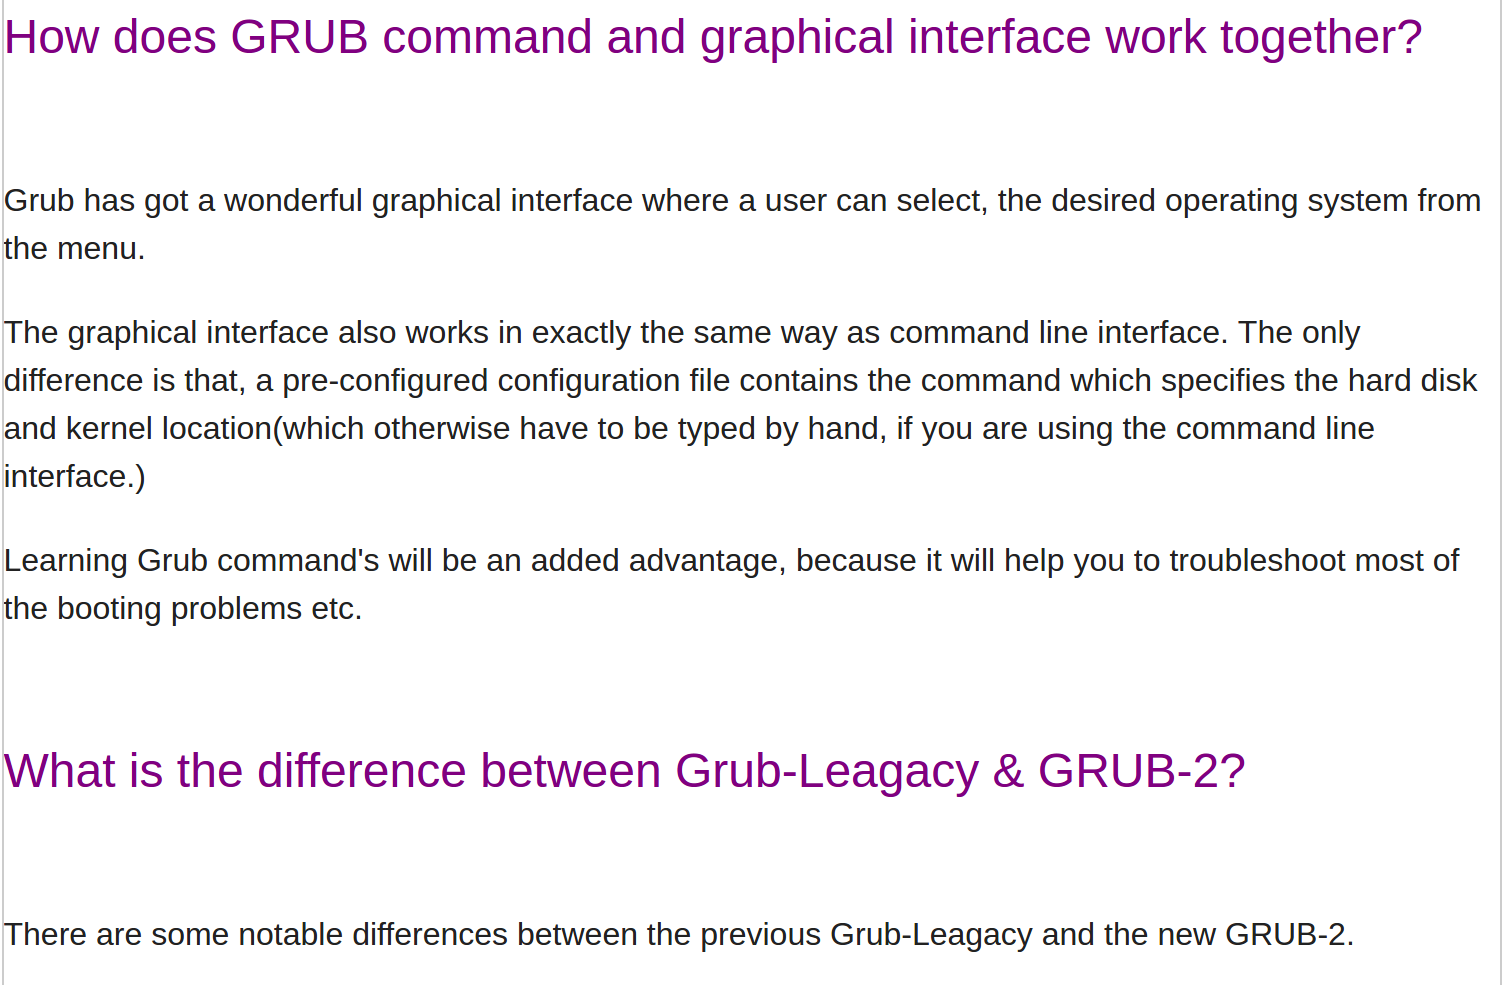 How does GRUB command and graphical interface work together?
Grub has got a wonderful graphical interface where a user can select, the desired operating system from
the menu.
The graphical interface also works in exactly the same way as command line interface. The only
difference is that, a pre-configured configuration file contains the command which specifies the hard disk
and kernel location(which otherwise have to be typed by hand, if you are using the command line
interface.)
Learning Grub command's will be an added advantage, because it will help you to troubleshoot most of
the booting problems etc.
What is the difference between Grub-Leagacy & GRUB-2?
There are some notable differences between the previous Grub-Leagacy and the new GRUB-2.